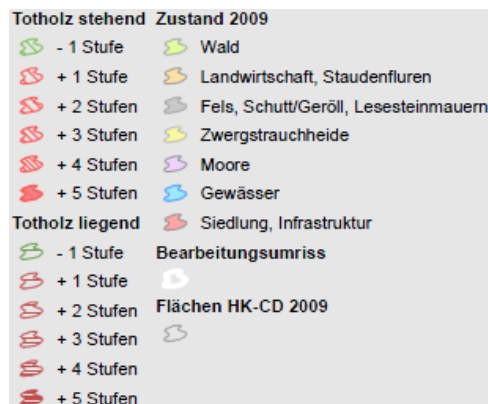 Totholz stehend
- 1 Stufe
+ 1 Stufe
+ 2 Stufen
+ 3 Stufen
+ 4 Stufen
+ 5 Stufen
Totholz liegend
- 1 Stufe
+ 1 Stufe
+ 2 Stufen
+ 3 Stufen
+ 4 Stufen
+ 5 Stufen
Zustand 2009
Wald
Landwirtschaft, Staudenfluren
Fels, Schutt/Geröll, Lesesteinmauern
Zwergstrauchheide
Moore
Gewässer
Siedlung, Infrastruktur
Bearbeitungsumriss
Flächen HK-CD 2009